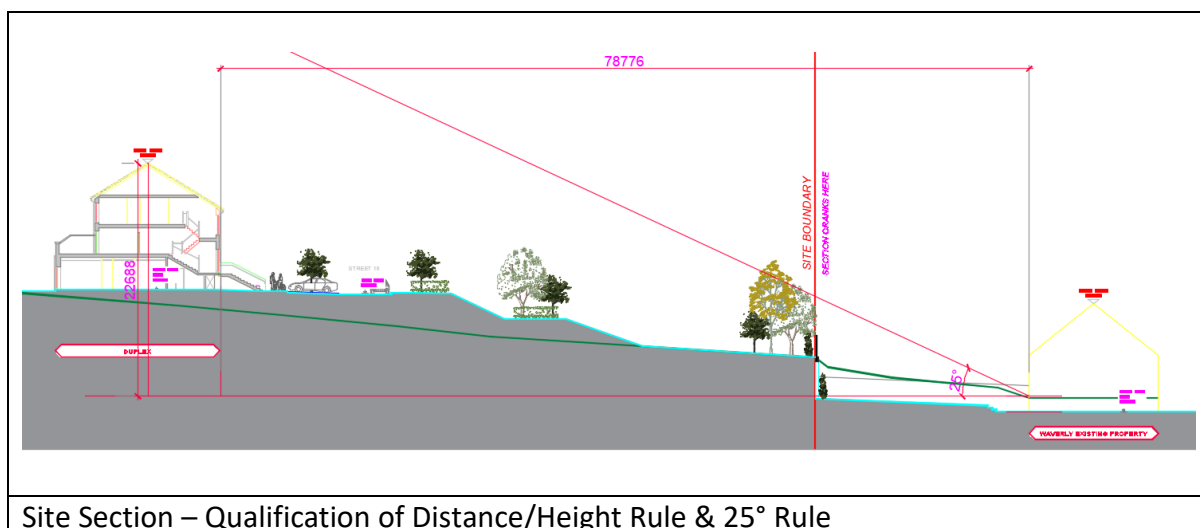 78776
SITE BOUNDARY
SECTION CRANKS HERE
22688
STREET 16
DUPLEX
25°
WAVERLY EXISTING PROPERTY
Site Section – Qualification of Distance/Height Rule & 25° Rule